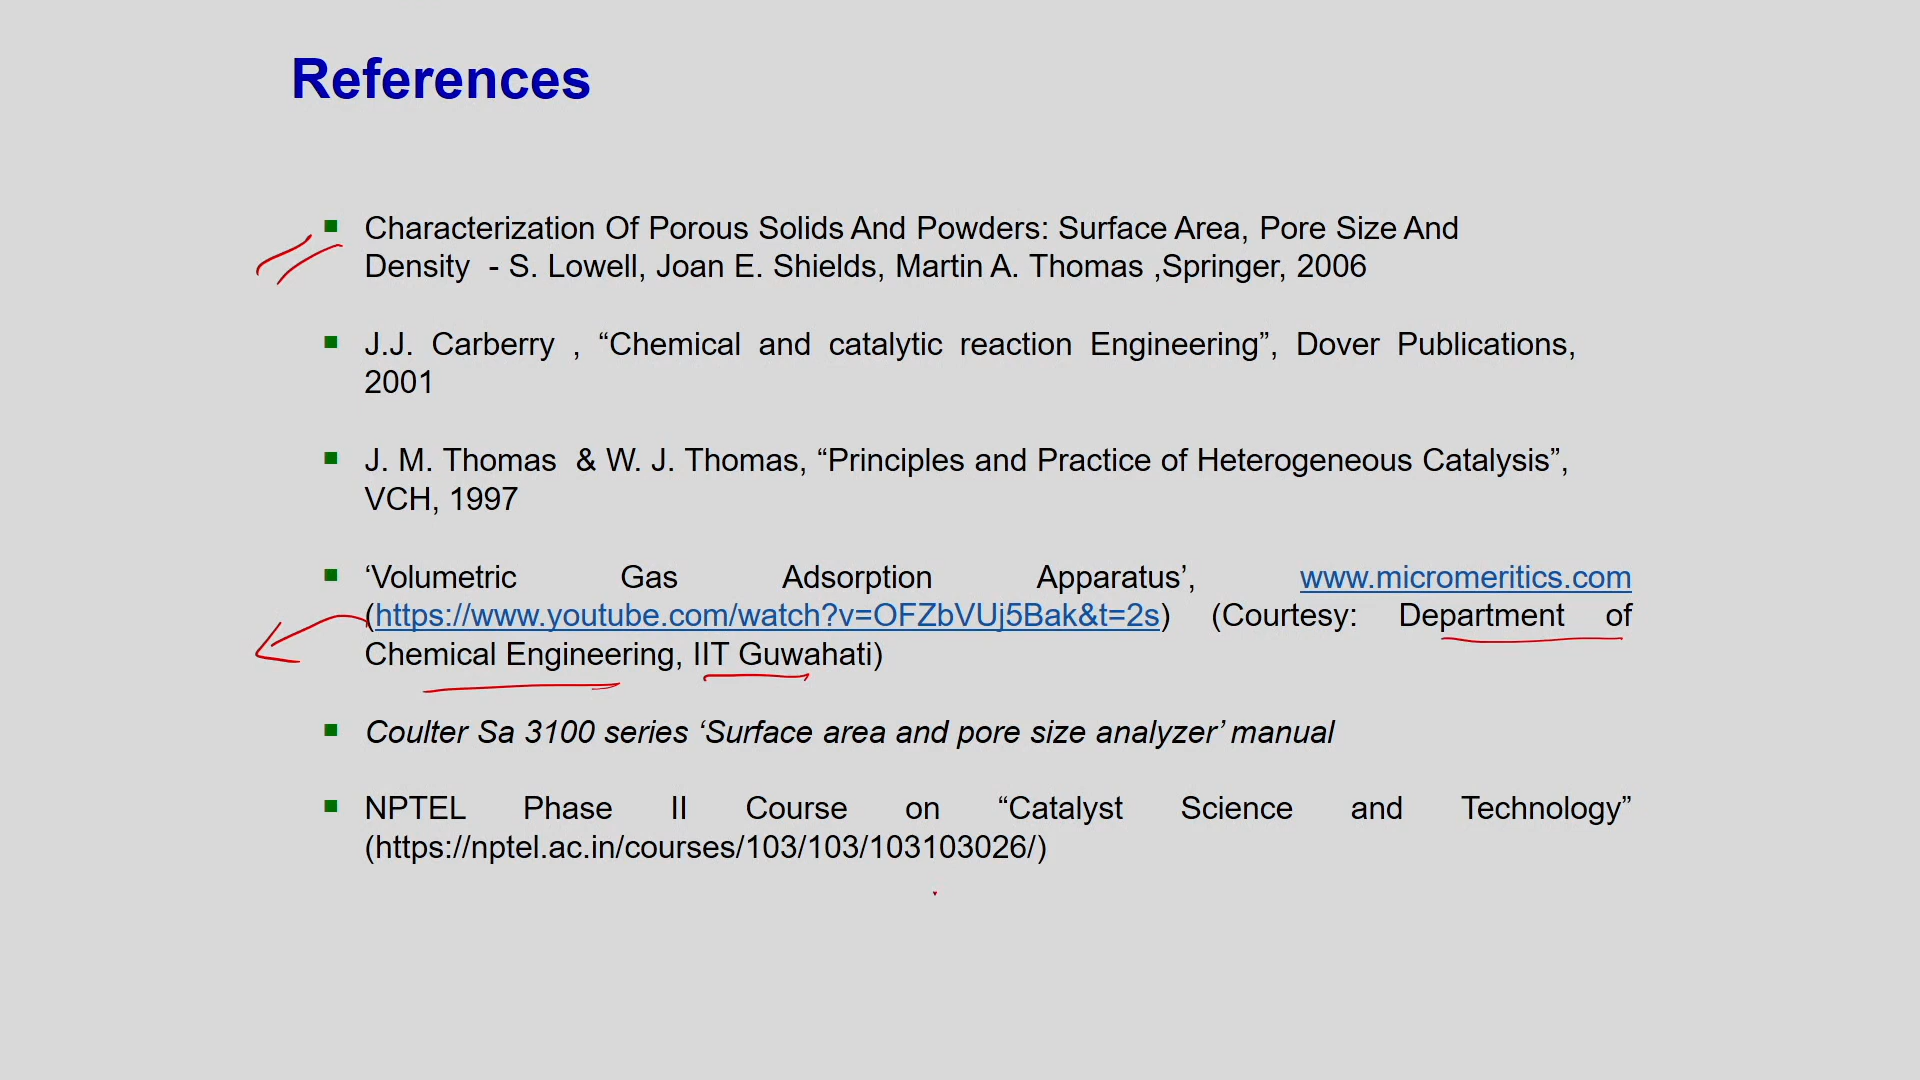 References
Characterization Of Porous Solids And Powders: Surface Area, Pore Size And
Density - S. Lowell, Joan E. Shields, Martin A. Thomas ,Springer, 2006
J.J. Carberry , “Chemical and catalytic reaction Engineering”, Dover Publications,
2001
J. M. Thomas & W. J. Thomas, “Principles and Practice of Heterogeneous Catalysis”,
VCH, 1997
‘Volumetric Gas Adsorption Apparatus’, www.micromeritics.com
(https://www.youtube.com/watch?v=OFZbVUj5Bak&t=2s) (Courtesy: Department of
Chemical Engineering, IIT Guwahati)
Coulter Sa 3100 series ‘Surface area and pore size analyzer’ manual
NPTEL Phase II Course on “Catalyst Science and Technology”
(https://nptel.ac.in/courses/103/103/103103026/)